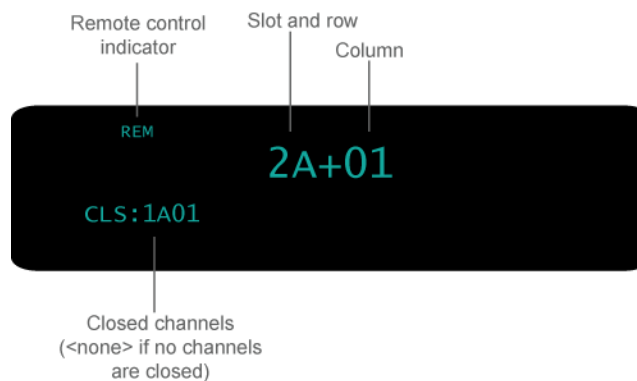 Remote control
indicator
Slot and row
Column
REM
2A+01
CLS:1A01
Closed channels
(<none> if no channels
are closed)